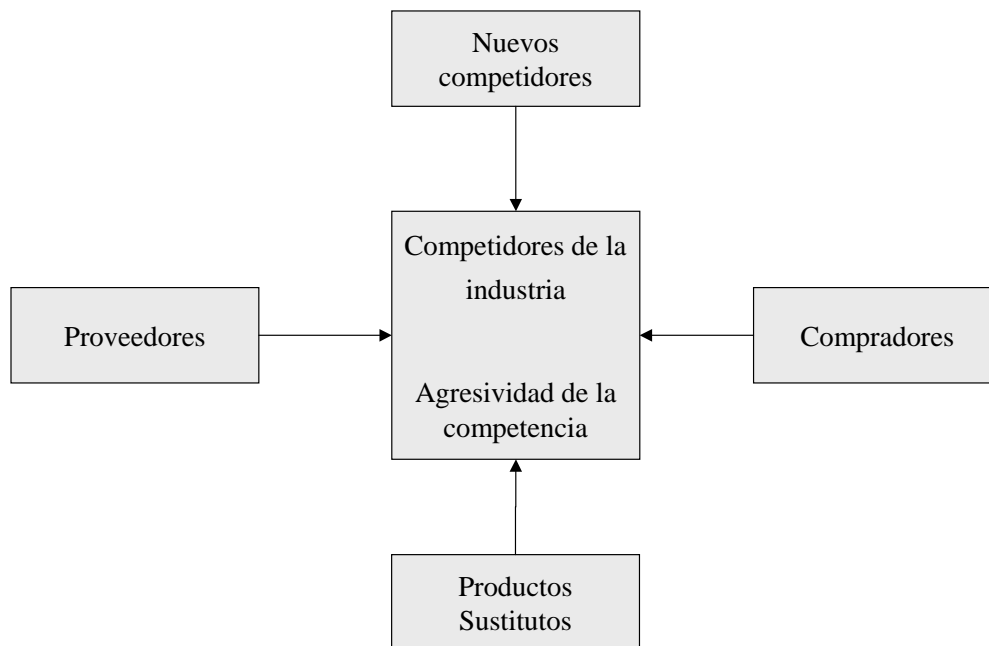 Nuevos
competidores
Competidores de la
industria
Proveedores
Compradores
Agresividad de la
competencia
Productos
Sustitutos